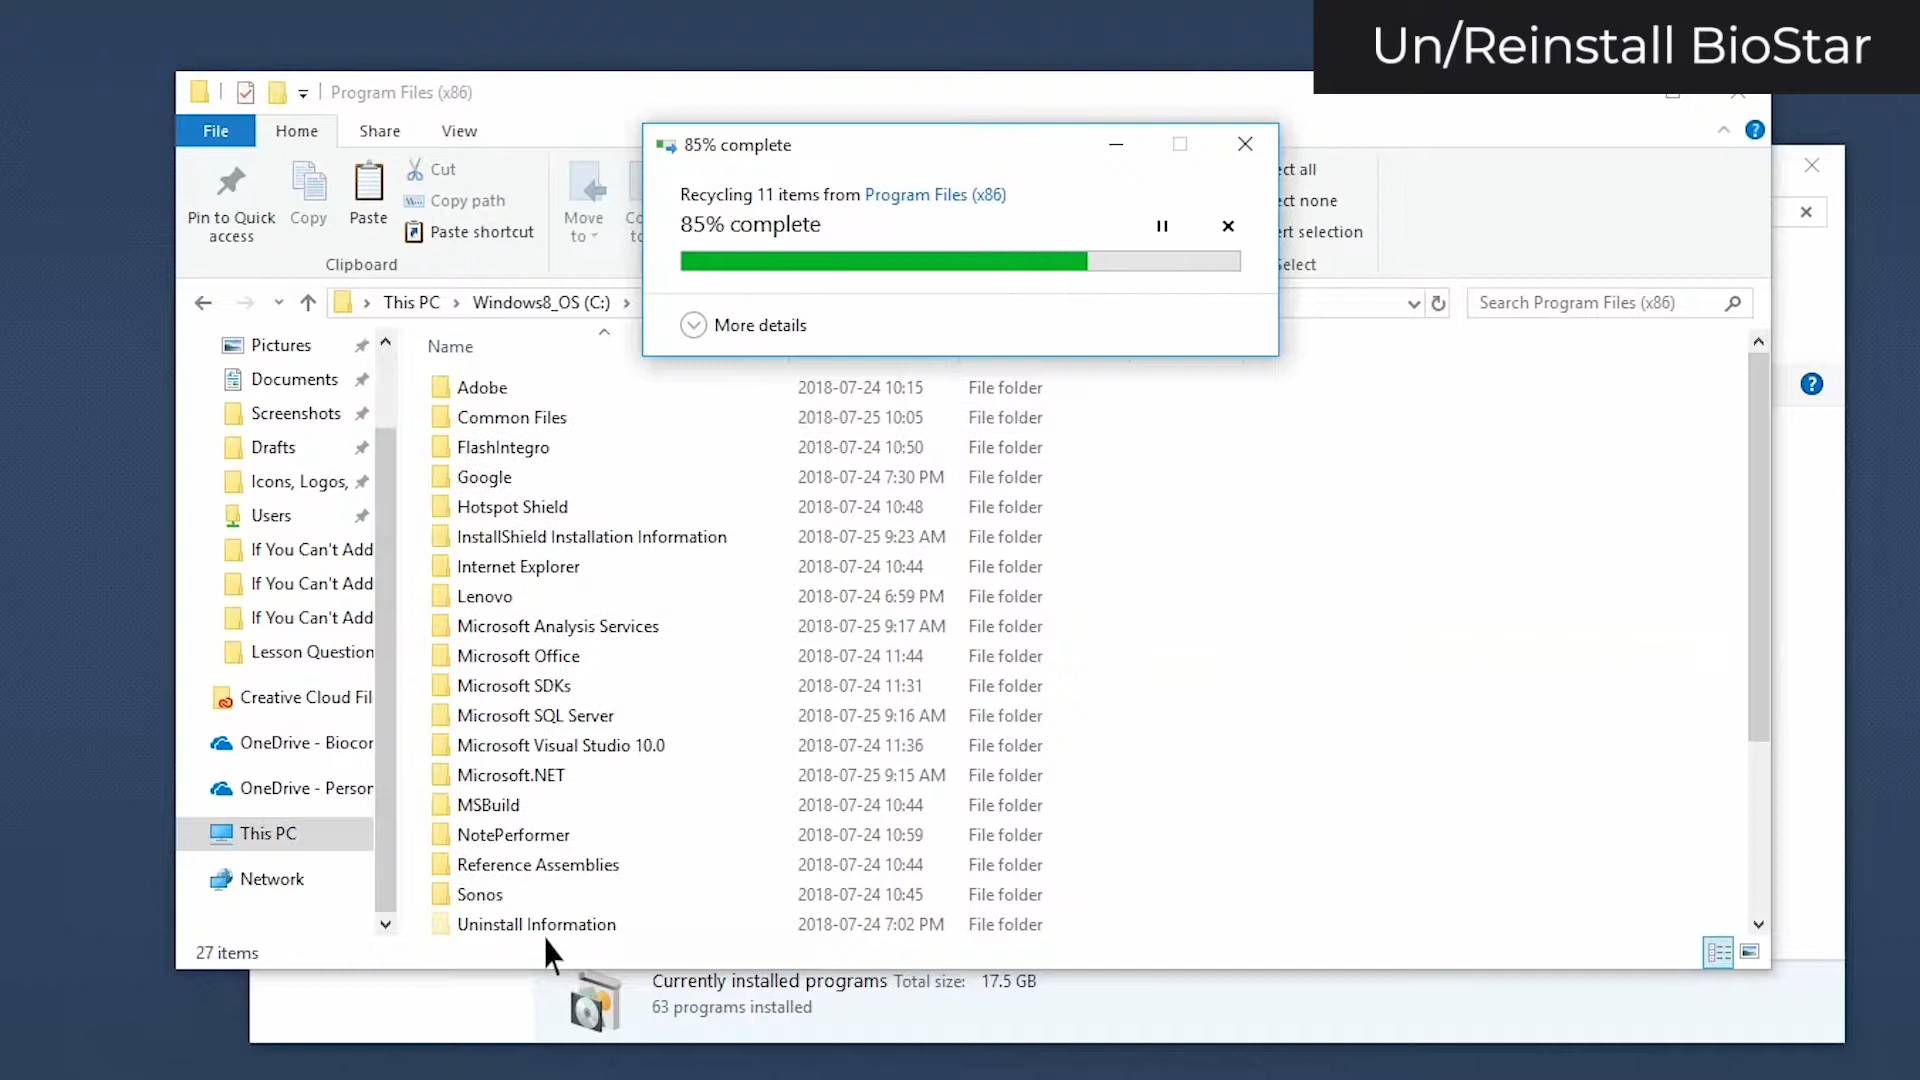 Un/Reinstall BioStar
Program Files (x86)
File
Home
Share
View
85% complete
Recycling 11 items from Program Files (x86)
85% complete
More details
Pin to Quick access
Copy
Paste
Cut
Copy path
Paste shortcut
Move to
Clipboard
ect all
ect none
ert selection
Select
This PC > Windows8_OS (C:) >
Search Program Files (x86)
Pictures
Documents
Screenshots
Drafts
Icons, Logos,
Users
If You Can't Add
If You Can't Add
If You Can't Add
Lesson Question
Creative Cloud Fil
OneDrive - Biocor
OneDrive - Person
This PC
Network
Name
Adobe 2018-07-24 10:15 File folder
Common Files 2018-07-25 10:05 File folder
FlashIntegro 2018-07-24 10:50 File folder
Google 2018-07-24 7:30 PM File folder
Hotspot Shield 2018-07-24 10:48 File folder
InstallShield Installation Information 2018-07-25 9:23 AM File folder
Internet Explorer 2018-07-24 10:44 File folder
Lenovo 2018-07-24 6:59 PM File folder
Microsoft Analysis Services 2018-07-25 9:17 AM File folder
Microsoft Office 2018-07-24 11:44 File folder
Microsoft SDKs 2018-07-24 11:31 File folder
Microsoft SQL Server 2018-07-25 9:16 AM File folder
Microsoft Visual Studio 10.0 2018-07-24 11:36 File folder
Microsoft.NET 2018-07-25 9:15 AM File folder
MSBuild 2018-07-24 10:44 File folder
NotePerformer 2018-07-24 10:59 File folder
Reference Assemblies 2018-07-24 10:44 File folder
Sonos 2018-07-24 10:45 File folder
Uninstall Information 2018-07-24 7:02 PM File folder
27 items
Currently installed programs Total size: 17.5 GB
63 programs installed